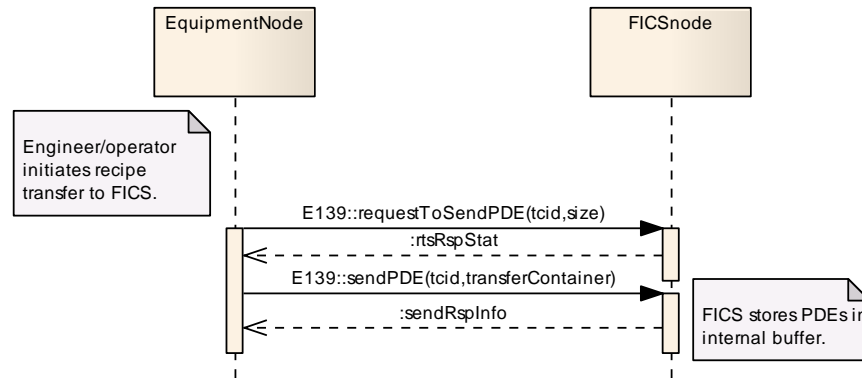 EquipmentNode
FICSnode
Engineer/operator
initiates recipe
transfer to FICS.
E139::requestToSendPDE(tcid,size)
:rtsRspStat
E139::sendPDE(tcid,transferContainer)
:sendRspInfo
FICS stores PDEs in
internal buffer.